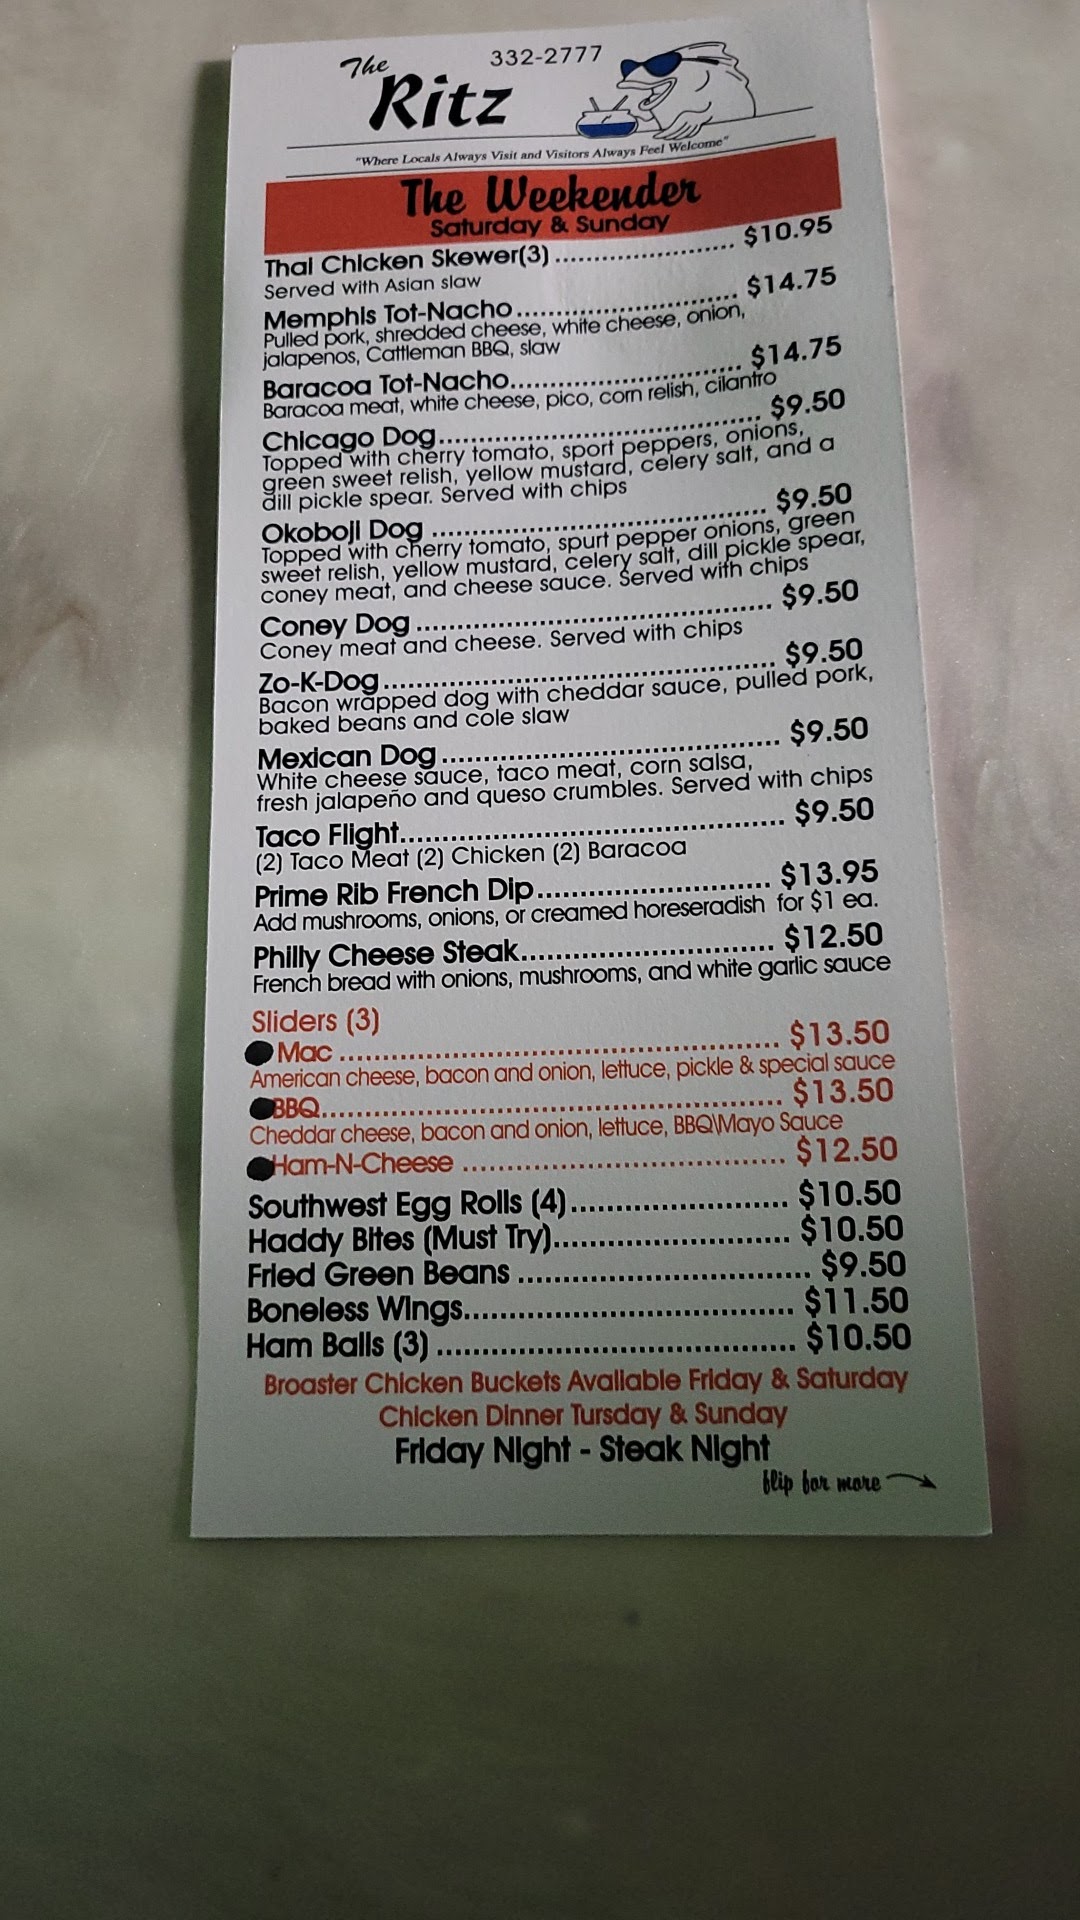 The
Ritz
332-2777
"Where Locals Always Visit and Visitors Always Feel Welcome"
The Weekender
Saturday & Sunday
Thai Chicken Skewer(3) .................... $10.95
Served with Asian slaw
Memphis Tot-Nacho......................... $14.75
Pulled pork, shredded cheese, white cheese, onion,
jalapenos, Cattleman BBQ, slaw
Baracoa Tot-Nacho.......................... $14.75
Baracoa meat, white cheese, pico, corn relish, cilantro
Chicago Dog.................................... $9.50
Topped with cherry tomato, sport peppers, onions,
green sweet relish, yellow mustard, celery salt, and a
dill pickle spear. Served with chips
Okoboji Dog ..................................... $9.50
Topped with cherry tomato, spurt pepper onions, green
sweet relish, yellow mustard, celery salt, dill pickle spear,
coney meat, and cheese sauce. Served with chips
Coney Dog ....................................... $9.50
Coney meat and cheese. Served with chips
Zo-K-Dog........................................... $9.50
Bacon wrapped dog with cheddar sauce, pulled pork,
baked beans and cole slaw
Mexican Dog..................................... $9.50
White cheese sauce, taco meat, corn salsa,
fresh jalapeño and queso crumbles. Served with chips
Taco Flight.......................................... $9.50
(2) Taco Meat (2) Chicken (2) Baracoa
Prime Rib French Dip.......................... $13.95
Add mushrooms, onions, or creamed horeseradish for $1 ea.
Philly Cheese Steak............................ $12.50
French bread with onions, mushrooms, and white garlic sauce
Sliders (3)
Mac ................................................ $13.50
American cheese, bacon and onion, lettuce, pickle & special sauce
BBQ.................................................. $13.50
Cheddar cheese, bacon and onion, lettuce, BBQ\Mayo Sauce
Ham-N-Cheese .................................... $12.50
Southwest Egg Rolls (4)........................ $10.50
Haddy Bites (Must Try).......................... $10.50
Fried Green Beans ................................ $9.50
Boneless Wings.................................... $11.50
Ham Balls (3) ....................................... $10.50
Broaster Chicken Buckets Available Friday & Saturday
Chicken Dinner Tursday & Sunday
Friday Night - Steak Night
flip for more